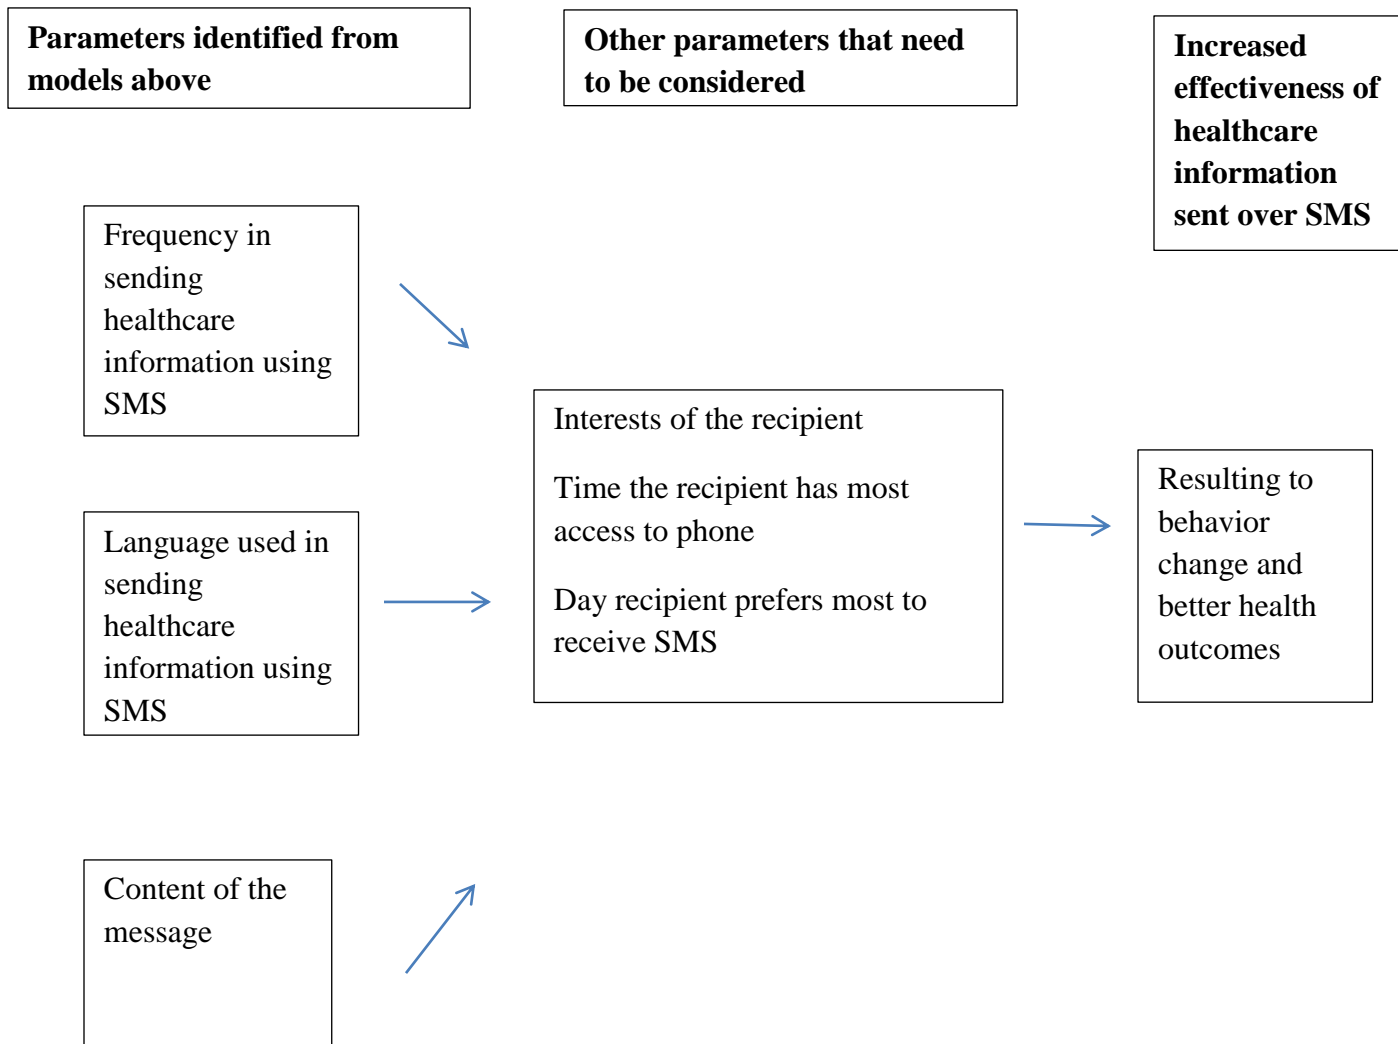 Parameters identified from
models above
Other parameters that need
to be considered
Increased
effectiveness of
healthcare
information
sent over SMS
Frequency in
sending
healthcare
information using
SMS
Language used in
sending
healthcare
information using
SMS
Content of the
message
Interests of the recipient
Time the recipient has most
access to phone
Day recipient prefers most to
receive SMS
Resulting to
behavior
change and
better health
outcomes